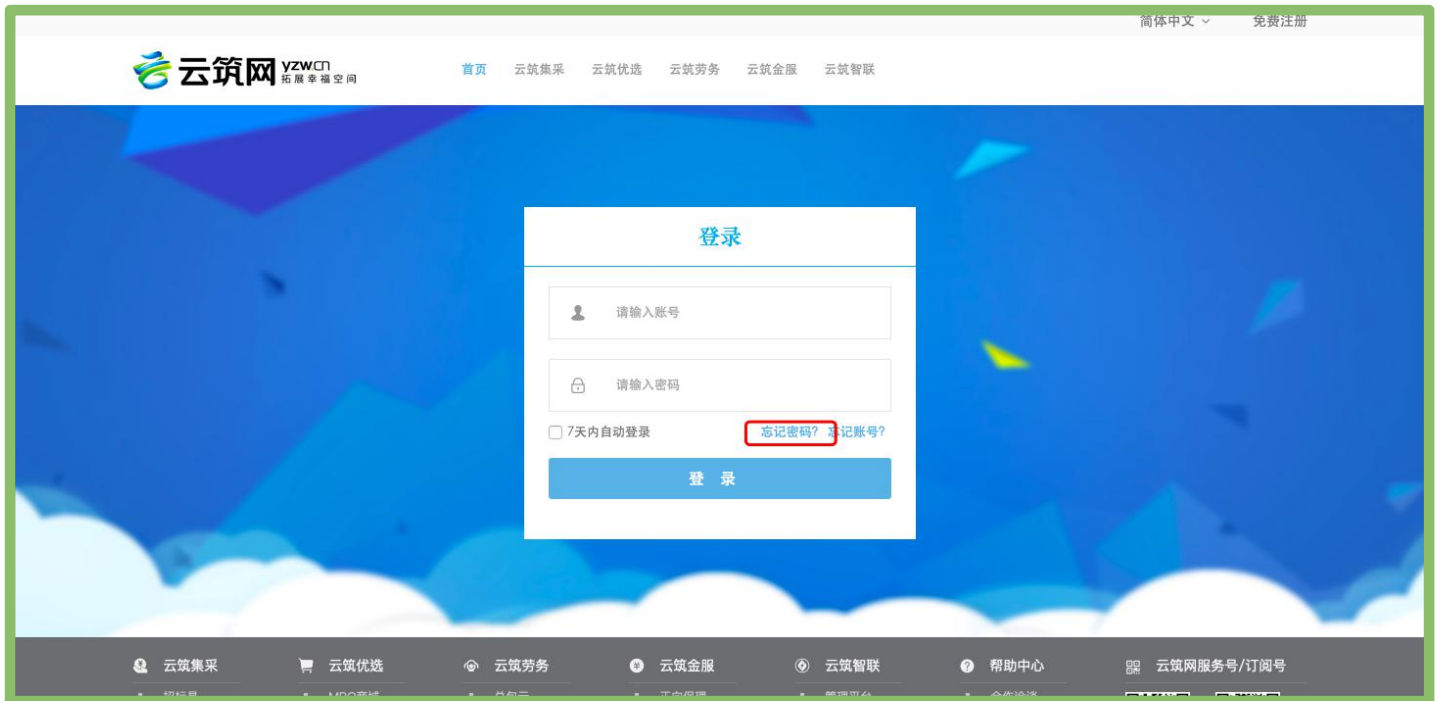 简体中文 免费注册
云筑网 yzwcn 拓展幸福空间
首页 云筑集采 云筑优选 云筑劳务 云筑金服 云筑智联
登录
请输入账号
请输入密码
7天内自动登录 忘记密码? 忘记账号?
登 录
云筑集采 云筑优选 云筑劳务 云筑金服 云筑智联 帮助中心 云筑网服务号/订阅号